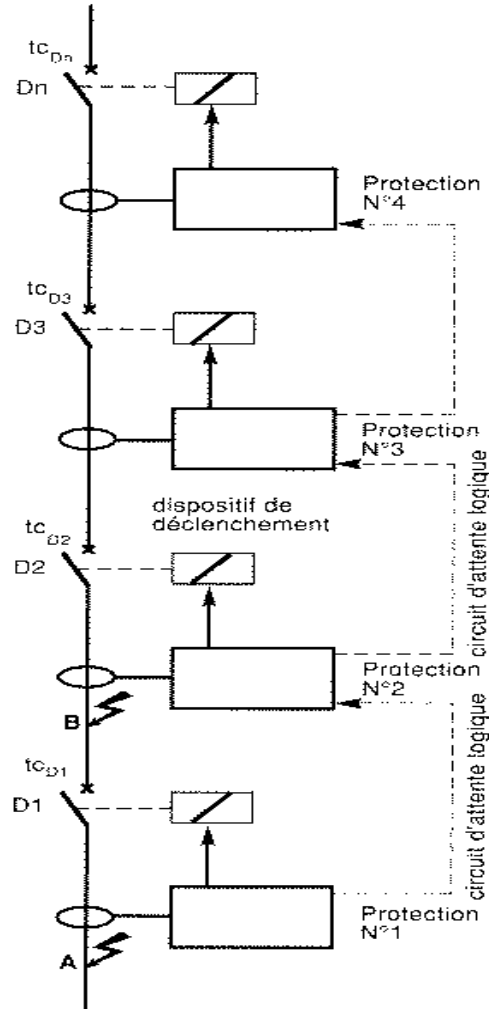 tcDn
Dn
Protection
N°4
tcD3
D3
Protection
N°3
dispositif de
déclenchement
tcD2
D2
circuit d'attente logique
Protection
N°2
B
tcD1
D1
circuit d'attente logique
Protection
N°1
A